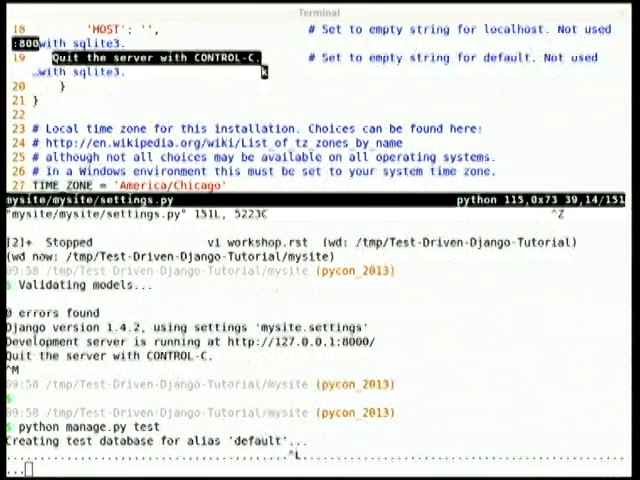 Terminal
18 'HOST': '', # Set to empty string for localhost. Not used
:800with sqlite3.
19 Quit the server with CONTROL-C. # Set to empty string for default. Not used
…with sqlite3. k
20 }
21 }
22
23 # Local time zone for this installation. Choices can be found here:
24 # http://en.wikipedia.org/wiki/List_of_tz_zones_by_name
25 # although not all choices may be available on all operating systems.
26 # In a Windows environment this must be set to your system time zone.
27 TIME_ZONE = 'America/Chicago'
mysite/mysite/settings.py python 115,0x73 39,14/151
"mysite/mysite/settings.py" 151L, 5223C ^Z
[2]+ Stopped vi workshop.rst (wd: /tmp/Test-Driven-Django-Tutorial)
(wd now: /tmp/Test-Driven-Django-Tutorial/mysite)
09:58 /tmp/Test-Driven-Django-Tutorial/mysite (pycon_2013)
$ Validating models...
0 errors found
Django version 1.4.2, using settings 'mysite.settings'
Development server is running at http://127.0.0.1:8000/
Quit the server with CONTROL-C.
^M
09:58 /tmp/Test-Driven-Django-Tutorial/mysite (pycon_2013)
$
09:58 /tmp/Test-Driven-Django-Tutorial/mysite (pycon_2013)
$ python manage.py test
Creating test database for alias 'default'...
^L
...